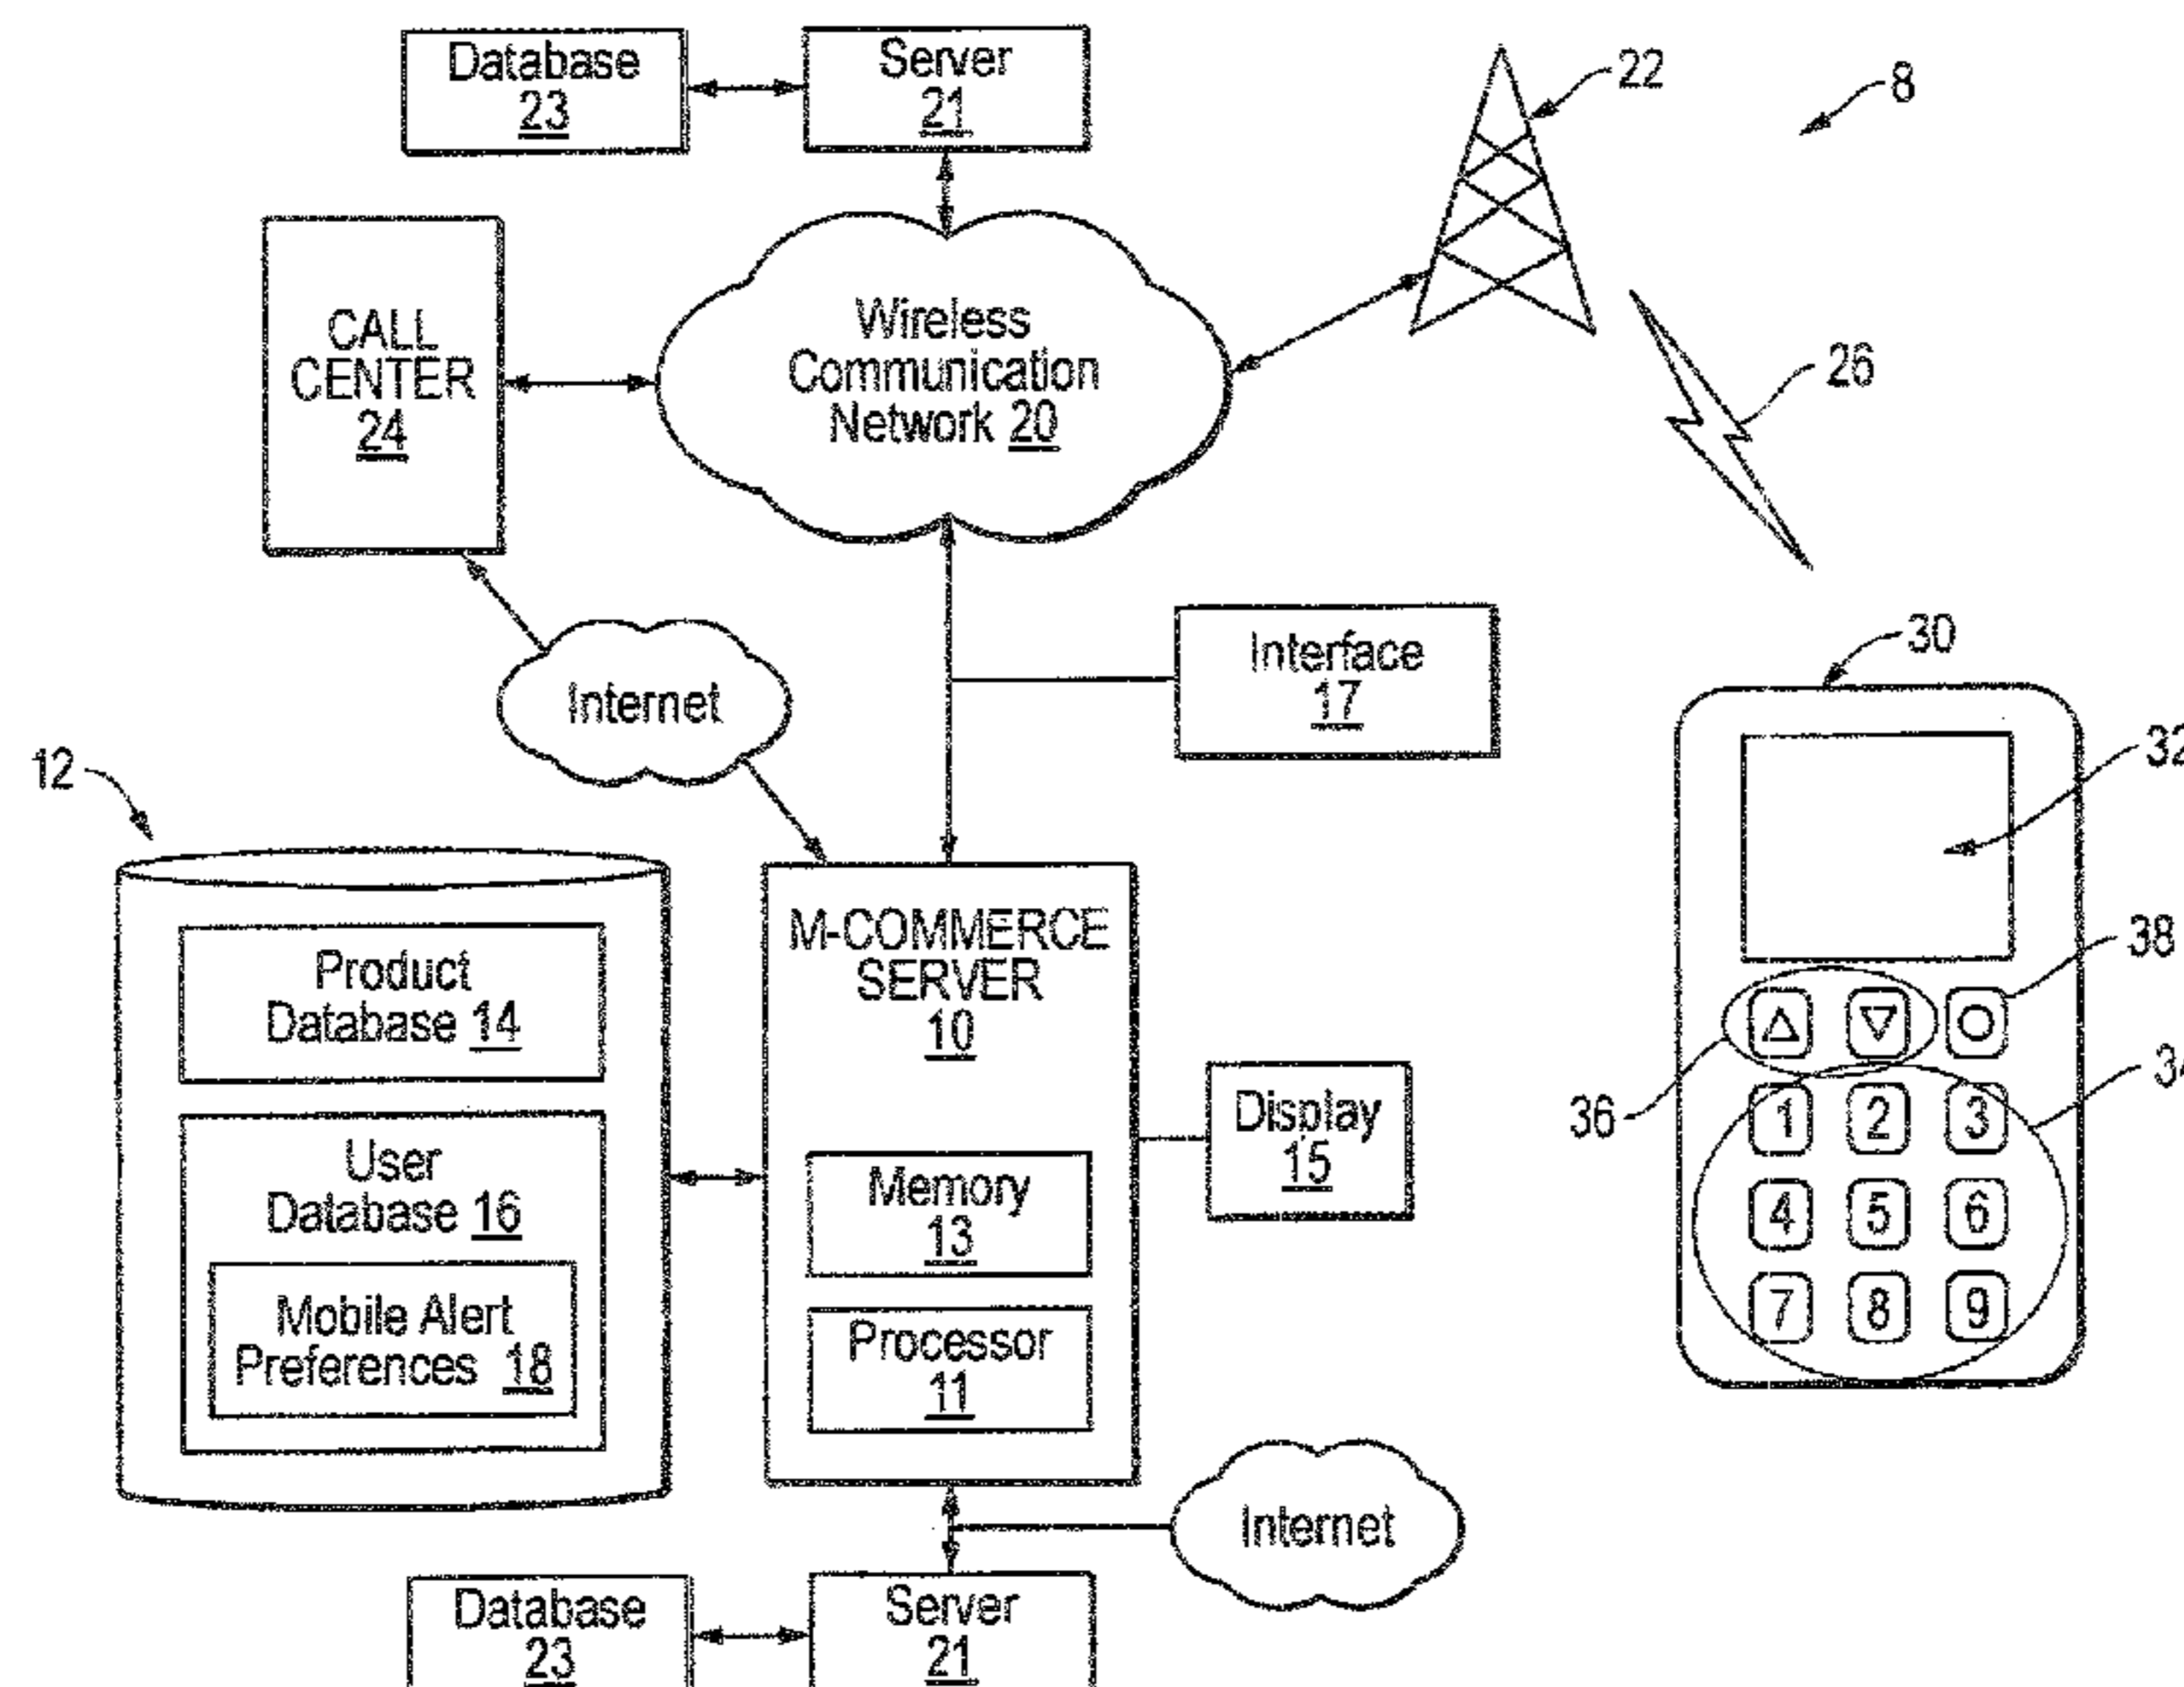 Database
23
Server
21
22
8
CALL
CENTER
24
Wireless
Communication
Network 20
26
Internet
Interface
17
30
32
12
Product
Database 14
User
Database 16
Mobile Alert
Preferences 18
M-COMMERCE
SERVER
10
Memory
13
Processor
11
Display
15
38
36
34
1 2 3
4 5 6
7 8 9
Internet
Database
23
Server
21